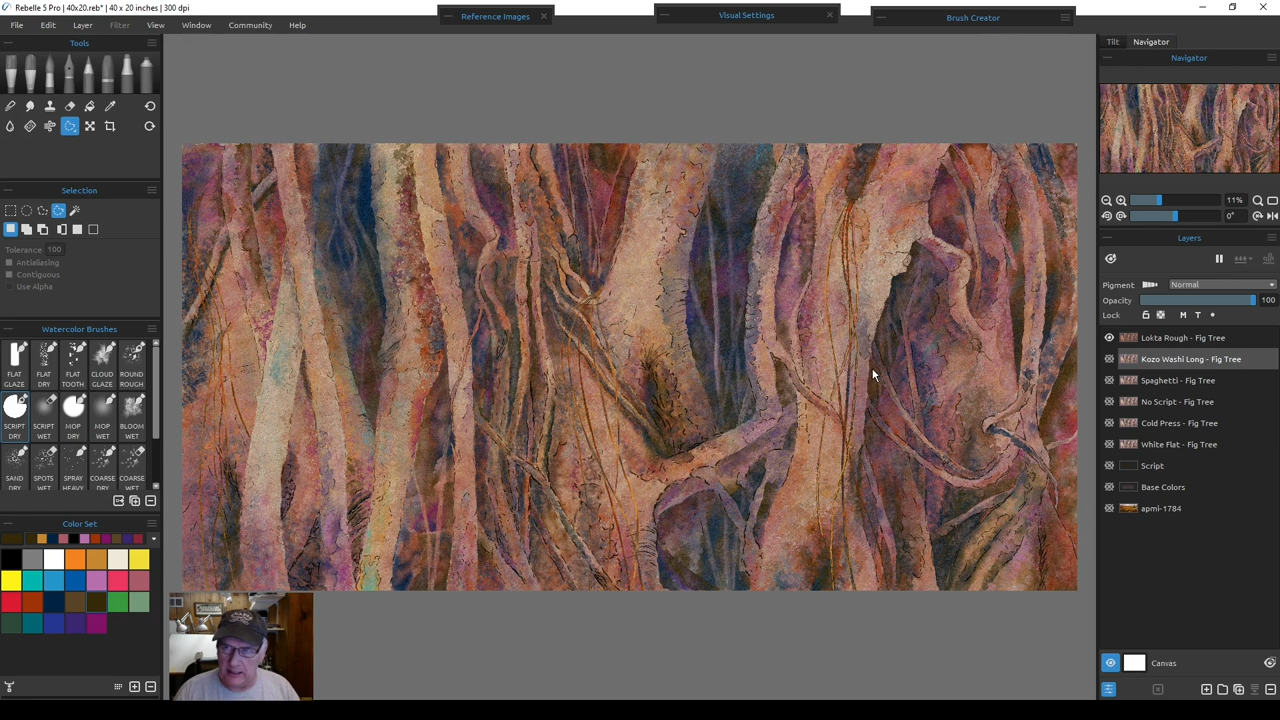 Rebelle 5 Pro | 40x20.reb* | 40 x 20 inches | 300 dpi
Reference Images
Visual Settings
Brush Creator
File Edit Layer Filter View Window Community Help
Tools
Tilt Navigator
Navigator
11%
0°
Selection
Tolerance 100
Antialiasing
Contiguous
Use Alpha
Layers
Pigment Normal
Opacity 100
Lock M T
Lokta Rough - Fig Tree
Kozo Washi Long - Fig Tree
Spaghetti - Fig Tree
No Script - Fig Tree
Cold Press - Fig Tree
White Flat - Fig Tree
Script
Base Colors
apmi-1784
Canvas
Watercolor Brushes
FLAT GLAZE
FLAT DRY
FLAT TOOTH
CLOUD GLAZE
ROUND ROUGH
SCRIPT DRY
SCRIPT WET
MOP DRY
MOP WET
BLOOM WET
SAND DRY
SPOTS WET
SPRAY HEAVY
COARSE DRY
COARSE WET
Color Set